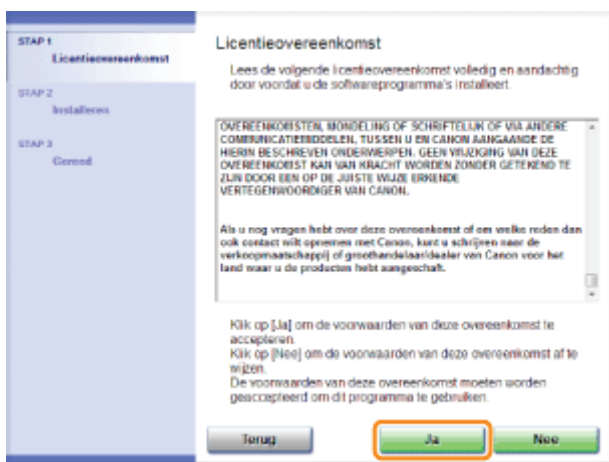 STAP 1
Licentieovereenkomst
STAP 2
Installeren
STAP 3
Gereed
Licentieovereenkomst
Lees de volgende licentieovereenkomst volledig en aandachtig
door voordat u de softwareprogramma's installeert.
OVEREENKOMSTEN, MONDELING OF SCHRIFTELIJK OF VIA ANDERE
COMMUNICATIEMIDDELEN, TUSSEN U EN CANON AANGAANDE DE
HIERIN BESCHREVEN ONDERWERPEN. GEEN WIJZIGING VAN DEZE
OVEREENKOMST KAN VAN KRACHT WORDEN ZONDER GETEKEND TE
ZIJN DOOR EEN OP DE JUISTE WIJZE ERKENDE
VERTEGENWOORDIGER VAN CANON.
Als u nog vragen hebt over deze overeenkomst of om welke reden dan
ook contact wilt opnemen met Canon, kunt u schrijven naar de
verkoopmaatschappij of groothandelaar/dealer van Canon voor het
land waar u de producten hebt aangeschaft.
Klik op [Ja] om de voorwaarden van deze overeenkomst te
accepteren.
Klik op [Nee] om de voorwaarden van deze overeenkomst af te
wijzen.
De voorwaarden van deze overeenkomst moeten worden
geaccepteerd om dit programma te gebruiken.
Terug
Ja
Nee